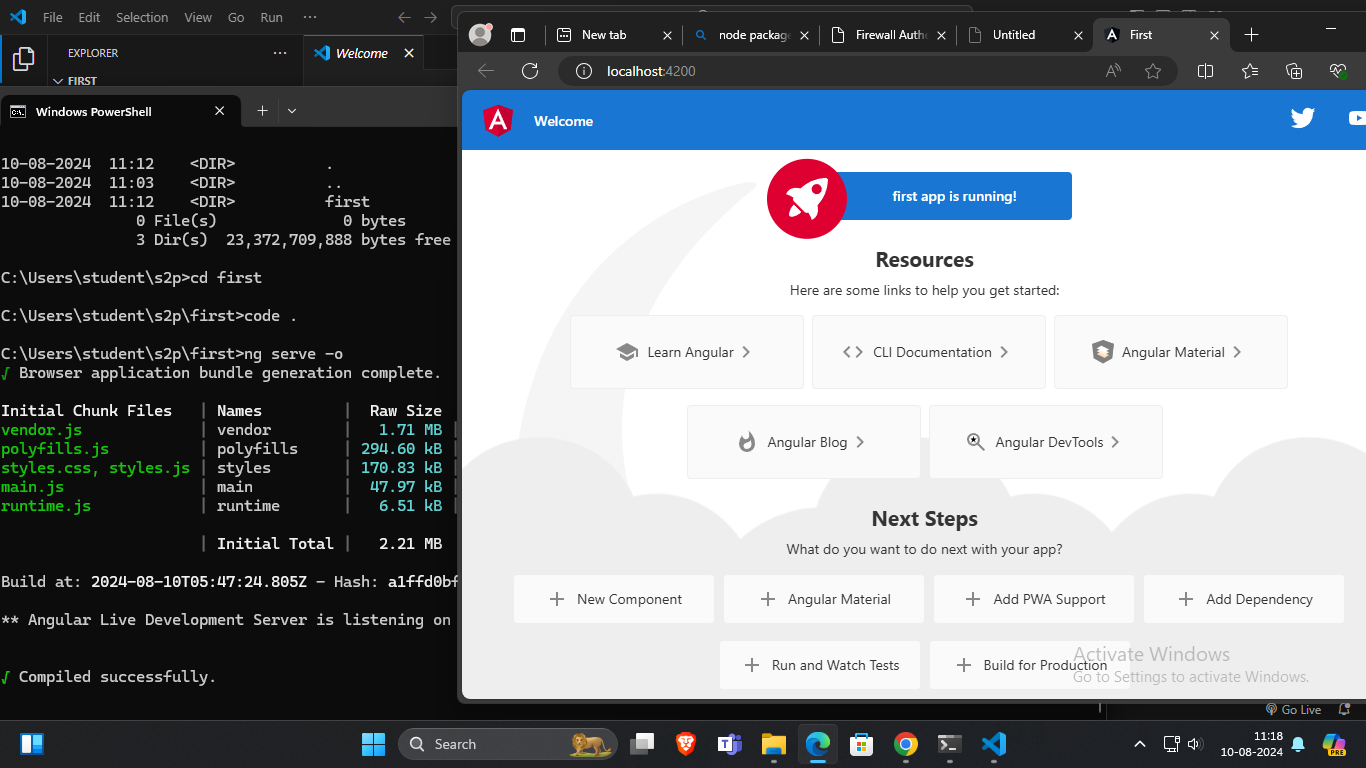 File Edit Selection View Go Run ···
EXPLORER ···
FIRST
Welcome
Windows PowerShell
10-08-2024 11:12 <DIR> .
10-08-2024 11:03 <DIR> ..
10-08-2024 11:12 <DIR> first
0 File(s) 0 bytes
3 Dir(s) 23,372,709,888 bytes free
C:\Users\student\s2p>cd first
C:\Users\student\s2p\first>code .
C:\Users\student\s2p\first>ng serve -o
√ Browser application bundle generation complete.
Initial Chunk Files | Names | Raw Size
vendor.js | vendor | 1.71 MB |
polyfills.js | polyfills | 294.60 kB |
styles.css, styles.js | styles | 170.83 kB |
main.js | main | 47.97 kB |
runtime.js | runtime | 6.51 kB |
| Initial Total | 2.21 MB
Build at: 2024-08-10T05:47:24.805Z - Hash: a1ffd0bf
** Angular Live Development Server is listening on
√ Compiled successfully.
New tab
node package
Firewall Authe
Untitled
First
localhost:4200
Welcome
first app is running!
Resources
Here are some links to help you get started:
Learn Angular
CLI Documentation
Angular Material
Angular Blog
Angular DevTools
Next Steps
What do you want to do next with your app?
New Component
Angular Material
Add PWA Support
Add Dependency
Run and Watch Tests
Build for Production
Activate Windows
Go to Settings to activate Windows.
Go Live
Search
11:18
10-08-2024
PRE